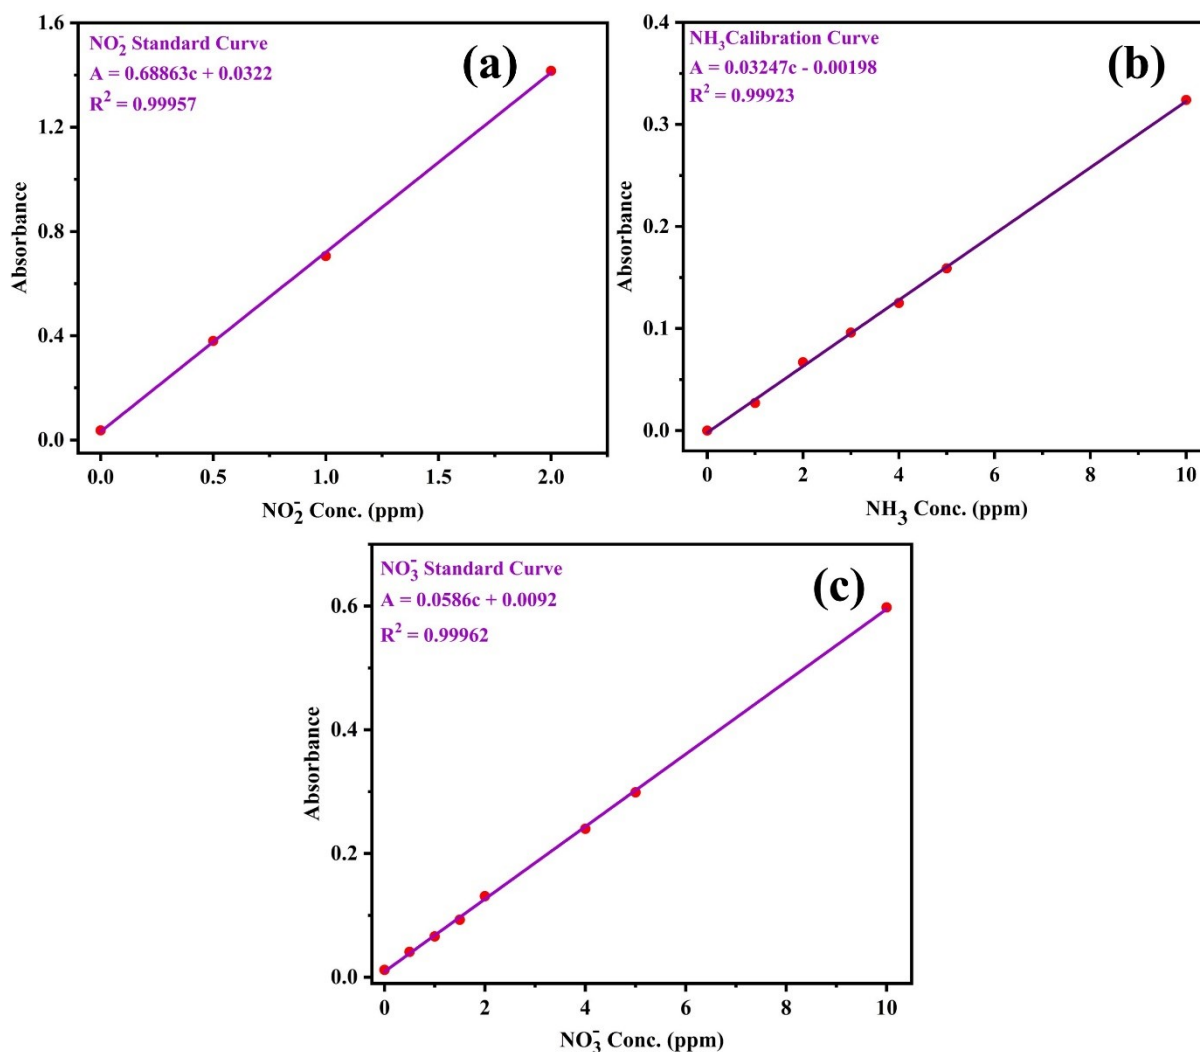 NO₂⁻ Standard Curve
A = 0.68863c + 0.0322
R² = 0.99957
(a)
1.6
1.2
0.8
0.4
0.0
Absorbance
0.0 0.5 1.0 1.5 2.0
NO₂⁻ Conc. (ppm)
NH₃Calibration Curve
A = 0.03247c - 0.00198
R² = 0.99923
(b)
0.4
0.3
0.2
0.1
0.0
Absorbance
0 2 4 6 8 10
NH₃ Conc. (ppm)
NO₃⁻ Standard Curve
A = 0.0586c + 0.0092
R² = 0.99962
(c)
0.6
0.4
0.2
0.0
Absorbance
0 2 4 6 8 10
NO₃⁻ Conc. (ppm)